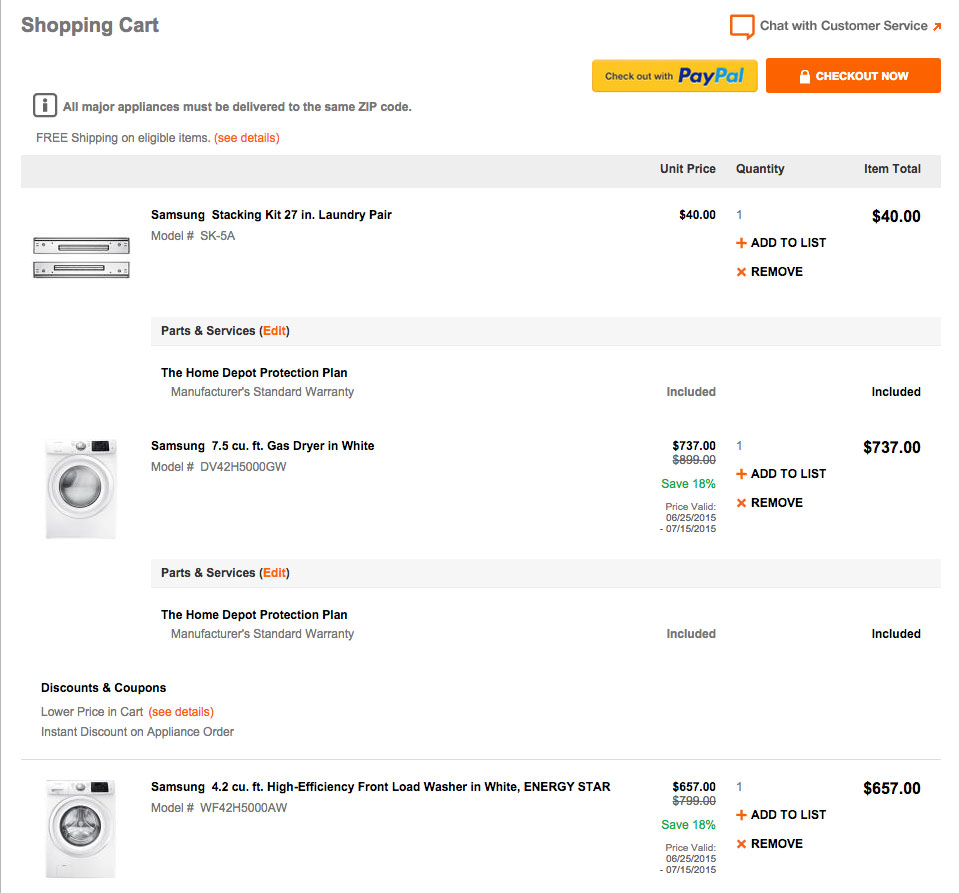 Shopping Cart
Chat with Customer Service
Check out with PayPal
CHECKOUT NOW
All major appliances must be delivered to the same ZIP code.
FREE Shipping on eligible items. (see details)
Unit Price Quantity Item Total
Samsung Stacking Kit 27 in. Laundry Pair $40.00 1 $40.00
Model # SK-5A
+ ADD TO LIST
× REMOVE
Parts & Services (Edit)
The Home Depot Protection Plan
Manufacturer's Standard Warranty Included Included
Samsung 7.5 cu. ft. Gas Dryer in White $737.00 1 $737.00
$899.00
Model # DV42H5000GW
+ ADD TO LIST
Save 18%
× REMOVE
Price Valid:
06/25/2015
- 07/15/2015
Parts & Services (Edit)
The Home Depot Protection Plan
Manufacturer's Standard Warranty Included Included
Discounts & Coupons
Lower Price in Cart (see details)
Instant Discount on Appliance Order
Samsung 4.2 cu. ft. High-Efficiency Front Load Washer in White, ENERGY STAR $657.00 1 $657.00
$799.00
Model # WF42H5000AW
+ ADD TO LIST
Save 18%
× REMOVE
Price Valid:
06/25/2015
- 07/15/2015